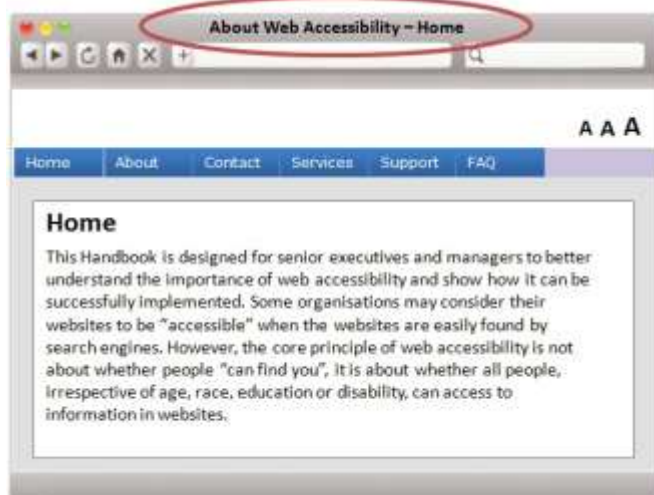 About Web Accessibility – Home
A A A
Home About Contact Services Support FAQ
Home
This Handbook is designed for senior executives and managers to better
understand the importance of web accessibility and show how it can be
successfully implemented. Some organisations may consider their
websites to be “accessible” when the websites are easily found by
search engines. However, the core principle of web accessibility is not
about whether people “can find you”, it is about whether all people,
irrespective of age, race, education or disability, can access to
information in websites.